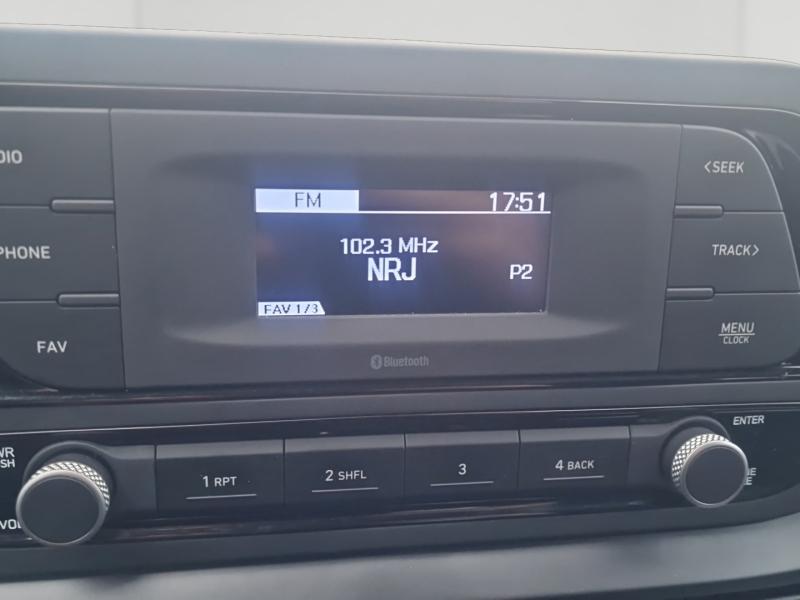 FM 17:51
102.3 MHz
NRJ P2
FAV 1/3
Bluetooth
DIO
PHONE
FAV
<SEEK
TRACK>
MENU
CLOCK
1 RPT
2 SHFL
3
4 BACK
ENTER
VOL